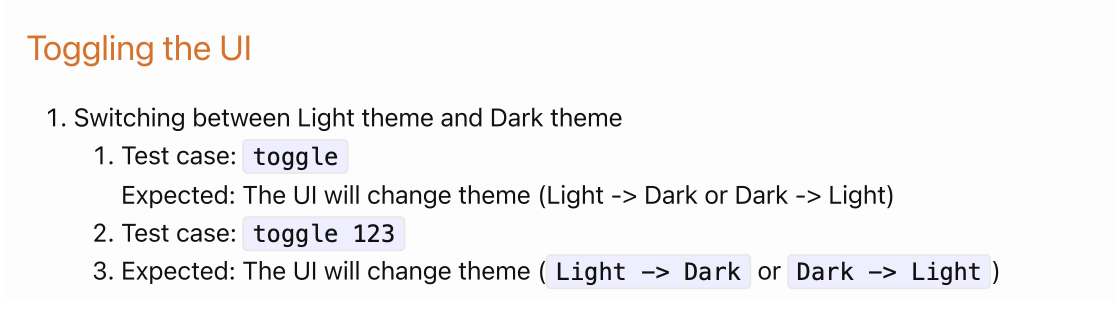 Toggling the UI
1. Switching between Light theme and Dark theme
1. Test case: toggle
Expected: The UI will change theme (Light -> Dark or Dark -> Light)
2. Test case: toggle 123
3. Expected: The UI will change theme (Light -> Dark or Dark -> Light)